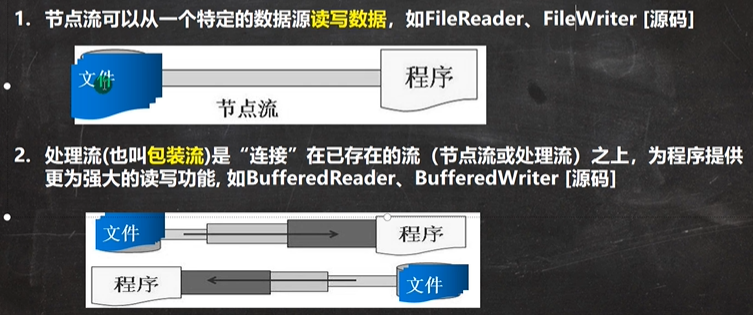 1. 节点流可以从一个特定的数据源读写数据，如FileReader、FileWriter [源码]
文件
程序
节点流
2. 处理流(也叫包装流)是“连接”在已存在的流（节点流或处理流）之上，为程序提供
更为强大的读写功能, 如BufferedReader、BufferedWriter [源码]
文件
程序
程序
文件